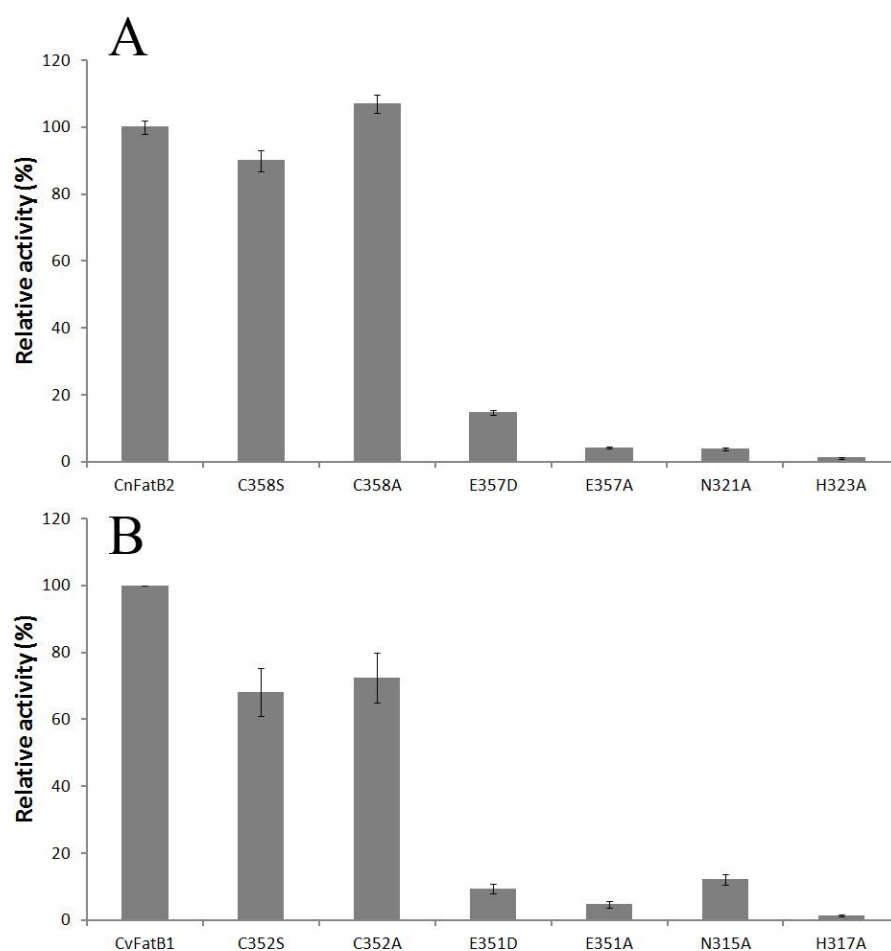 A
Relative activity (%)
120
100
80
60
40
20
0
CnFatB2 C358S C358A E357D E357A N321A H323A
B
Relative activity (%)
120
100
80
60
40
20
0
CvFatB1 C352S C352A E351D E351A N315A H317A